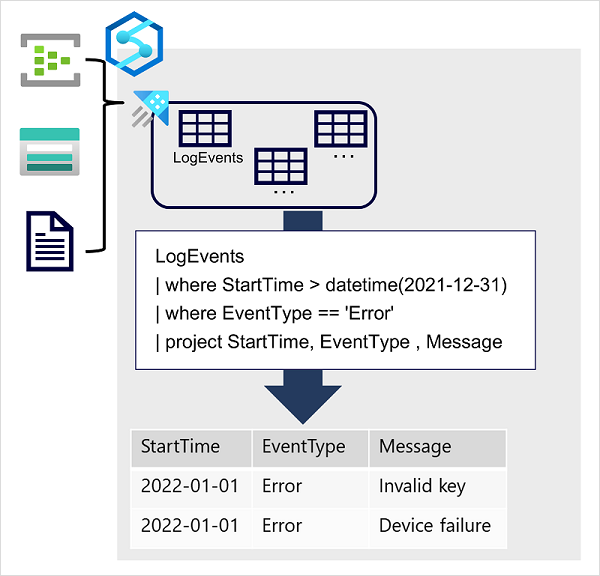 LogEvents
...
...
LogEvents
| where StartTime > datetime(2021-12-31)
| where EventType == 'Error'
| project StartTime, EventType , Message
StartTime EventType Message
2022-01-01 Error Invalid key
2022-01-01 Error Device failure